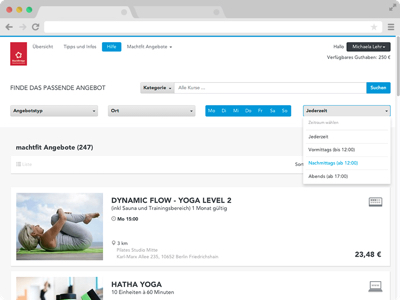 Übersicht Tipps und Infos Hilfe Machtfit Angebote Hallo Michaela Lehr
Verfügbares Guthaben: 250 €
FINDE DAS PASSENDE ANGEBOT
Kategorie Alle Kurse ... Suchen
Angebotstyp Ort Mo Di Mi Do Fr Sa So Jederzeit
Zeitraum wählen
Jederzeit
Vormittags (bis 12:00)
Nachmittags (ab 12:00)
Abends (ab 17:00)
machtfit Angebote (247)
Liste
DYNAMIC FLOW - YOGA LEVEL 2
(inkl Sauna und Trainingsbereich) 1 Monat gültig
Mo 15:00
3 km
Pilates Studio Mitte
Karl-Marx Allee 235, 10652 Berlin Friedrichshain
23,48 €
HATHA YOGA
10 Einheiten à 60 Minuten